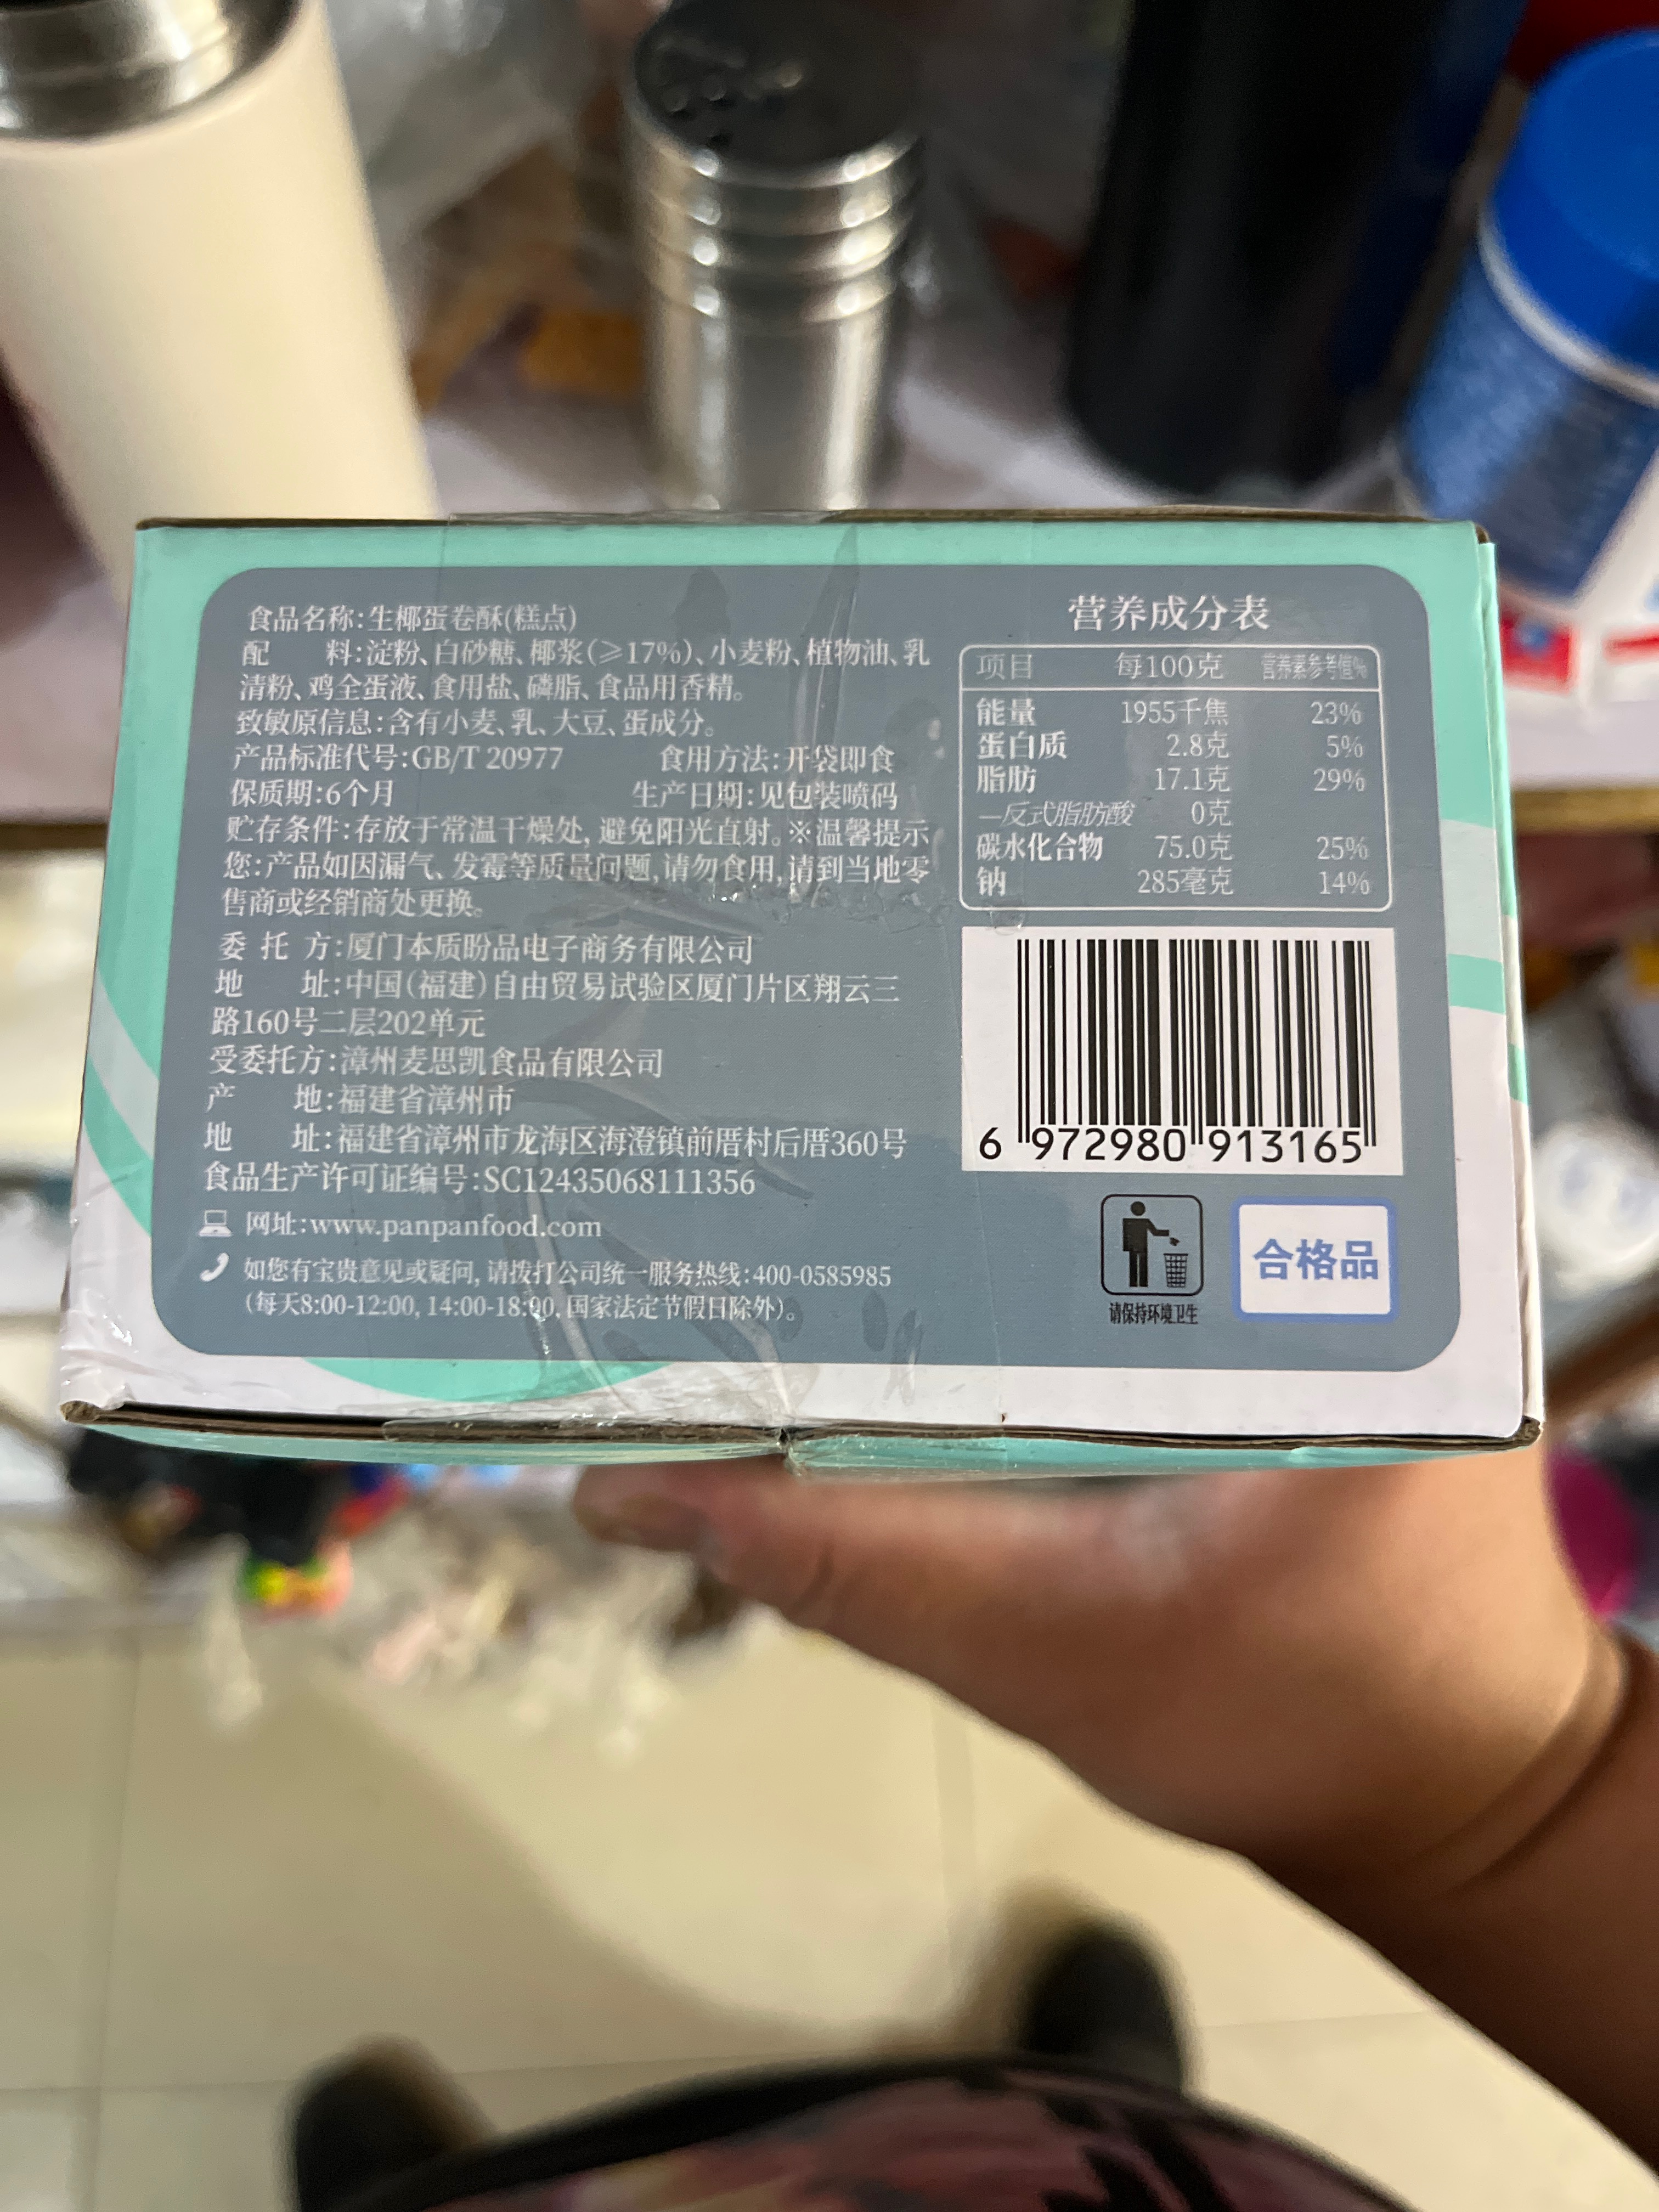 食品名称:生椰蛋卷酥(糕点)
配 料:淀粉、白砂糖、椰浆(≥17%)、小麦粉、植物油、乳
清粉、鸡全蛋液、食用盐、磷脂、食品用香精。
致敏原信息:含有小麦、乳、大豆、蛋成分。
产品标准代号:GB/T 20977 食用方法:开袋即食
保质期:6个月 生产日期:见包装喷码
贮存条件:存放于常温干燥处,避免阳光直射。※温馨提示
您:产品如因漏气、发霉等质量问题,请勿食用,请到当地零
售商或经销商处更换。
委 托 方:厦门本质盼品电子商务有限公司
地 址:中国(福建)自由贸易试验区厦门片区翔云三
路160号二层202单元
受委托方:漳州麦思凯食品有限公司
产 地:福建省漳州市
地 址:福建省漳州市龙海区海澄镇前厝村后厝360号
食品生产许可证编号:SC12435068111356
网址:www.panpanfood.com
如您有宝贵意见或疑问,请拨打公司统一服务热线:400-0585985
(每天8:00-12:00, 14:00-18:00,国家法定节假日除外)。
营养成分表
项目 每100克 营养素参考值%
能量 1955千焦 23%
蛋白质 2.8克 5%
脂肪 17.1克 29%
—反式脂肪酸 0克
碳水化合物 75.0克 25%
钠 285毫克 14%
6 972980 913165
请保持环境卫生
合格品